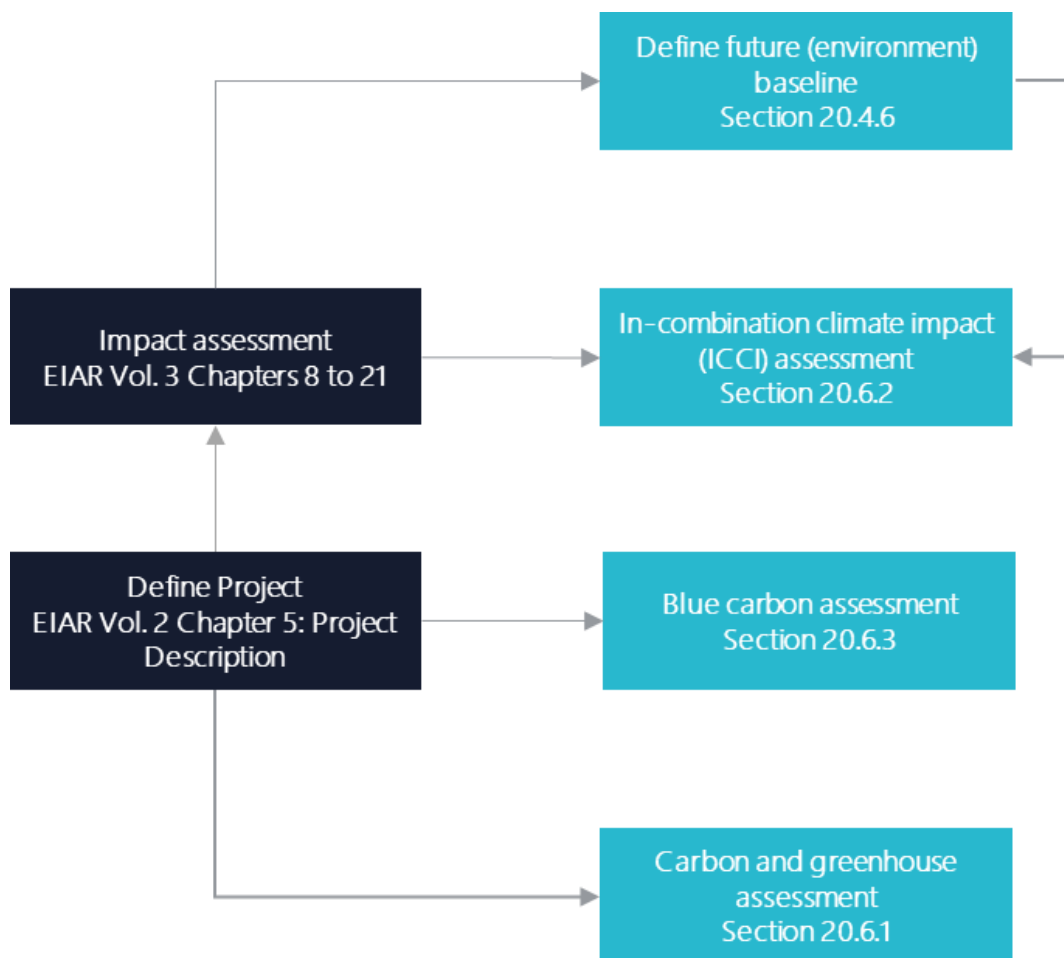 Define future (environment)
baseline
Section 20.4.6
Impact assessment
EIAR Vol. 3 Chapters 8 to 21
In-combination climate impact
(ICCI) assessment
Section 20.6.2
Define Project
EIAR Vol. 2 Chapter 5: Project
Description
Blue carbon assessment
Section 20.6.3
Carbon and greenhouse
assessment
Section 20.6.1